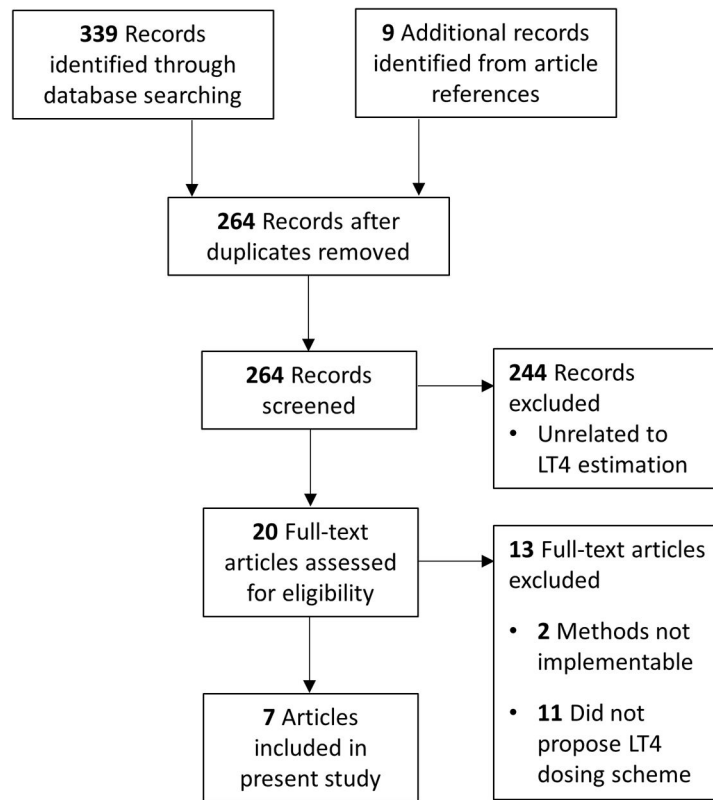 339 Records
identified through
database searching
9 Additional records
identified from article
references
264 Records after
duplicates removed
264 Records
screened
244 Records
excluded
• Unrelated to
LT4 estimation
20 Full-text
articles assessed
for eligibility
13 Full-text articles
excluded
• 2 Methods not
implementable
• 11 Did not
propose LT4
dosing scheme
7 Articles
included in
present study